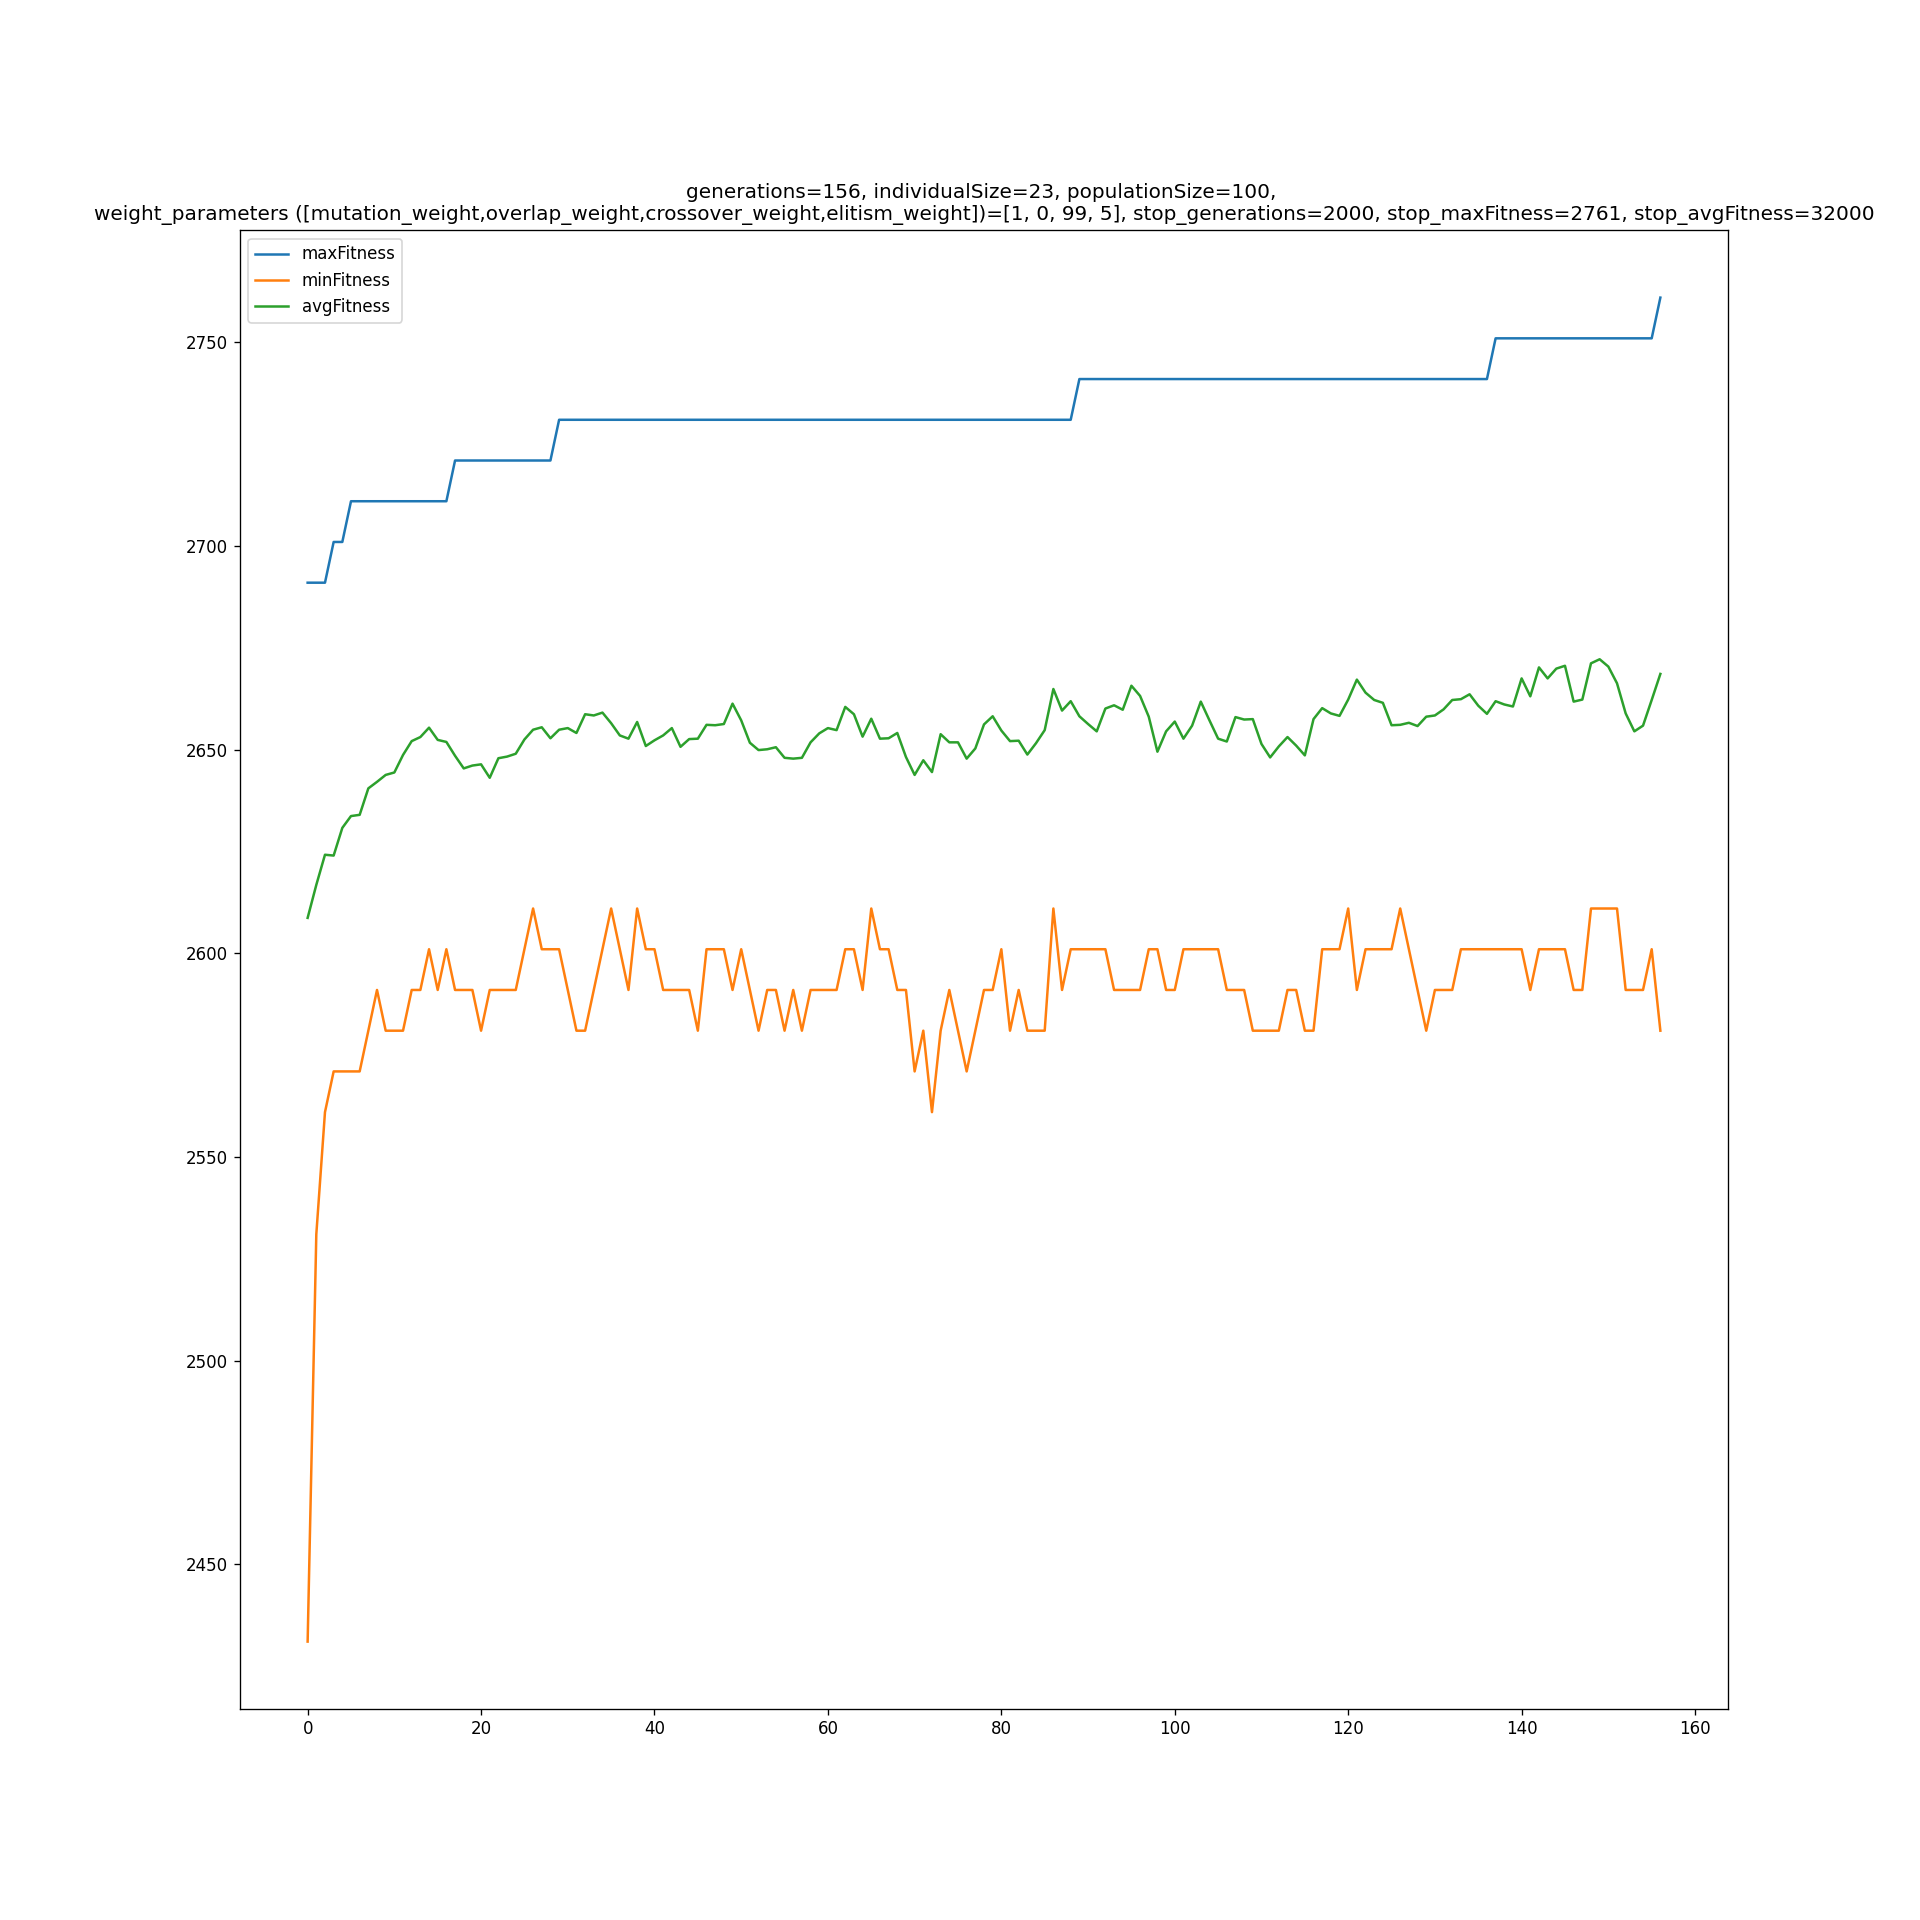 generations=156, individualSize=23, populationSize=100,
weight_parameters ([mutation_weight,overlap_weight,crossover_weight,elitism_weight])=[1, 0, 99, 5], stop_generations=2000, stop_maxFitness=2761, stop_avgFitness=32000
maxFitness
minFitness
avgFitness
2750
2700
2650
2600
2550
2500
2450
0 20 40 60 80 100 120 140 160